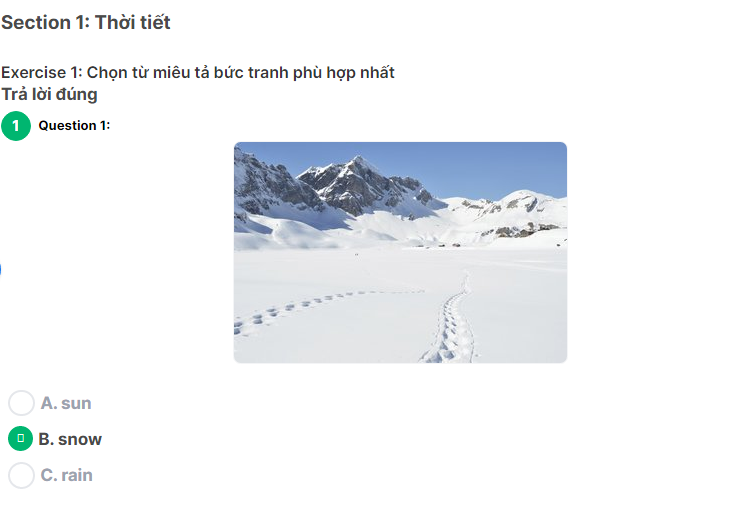 Section 1: Thời tiết
Exercise 1: Chọn từ miêu tả bức tranh phù hợp nhất
Trả lời đúng
1 Question 1:
A. sun
B. snow
C. rain